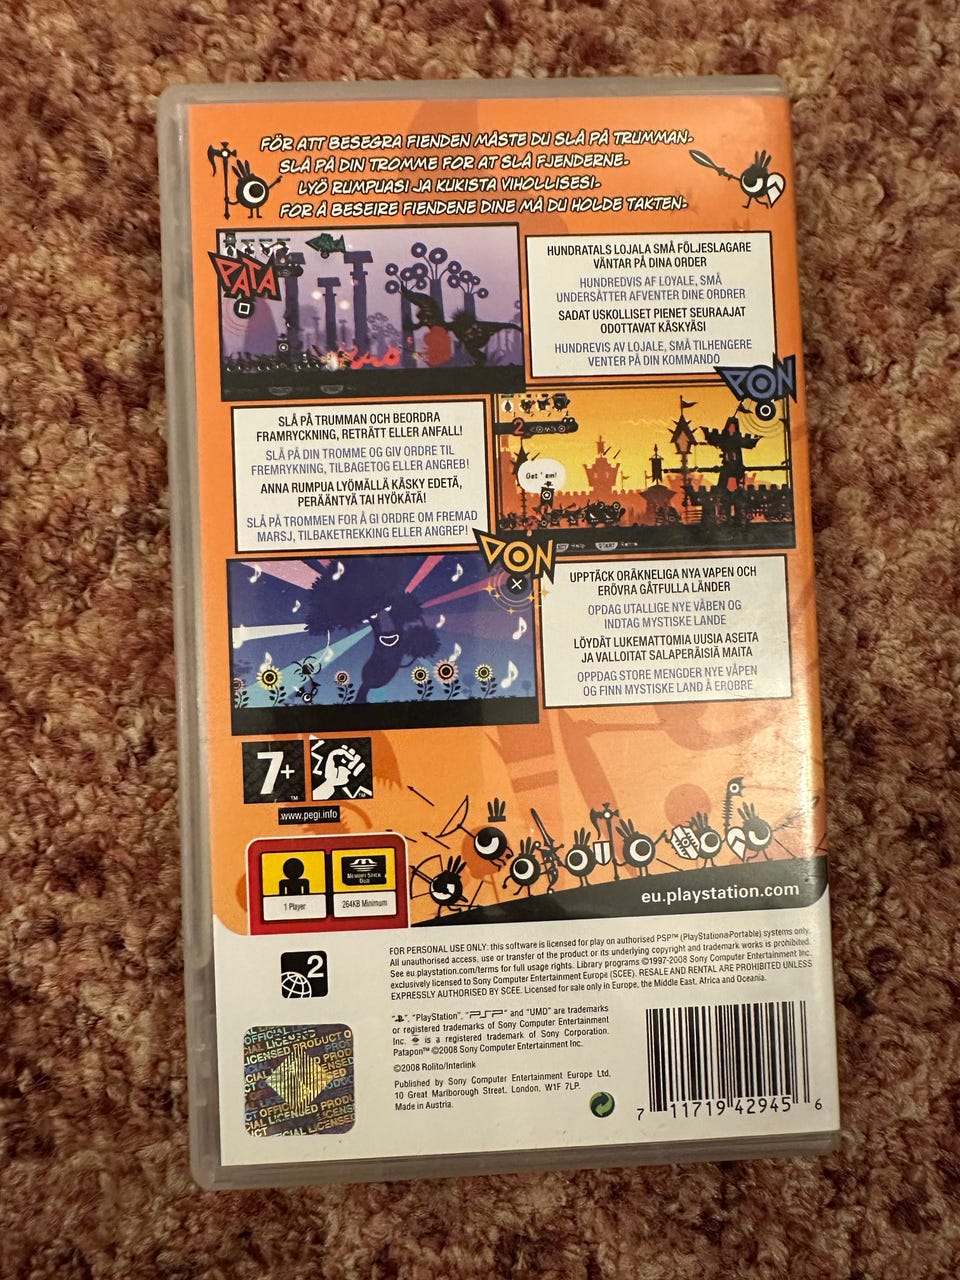 FÖR ATT BESEGRA FIENDEN MÅSTE DU SLÅ PÅ TRUMMAN.
SLÅ PÅ DIN TROMME FOR AT SLÅ FJENDERNE.
LYÖ RUMPUASI JA KUKISTA VIHOLLISESI.
FOR Å BESEIRE FIENDENE DINE MÅ DU HOLDE TAKTEN.
PATA
HUNDRATALS LOJALA SMÅ FÖLJESLAGARE
VÄNTAR PÅ DINA ORDER
HUNDREDVIS AF LOYALE, SMÅ
UNDERSÅTTER AFVENTER DINE ORDRER
SADAT USKOLLISET PIENET SEURAAJAT
ODOTTAVAT KÄSKYÄSI
HUNDREVIS AV LOJALE, SMÅ TILHENGERE
VENTER PÅ DIN KOMMANDO
PON
SLÅ PÅ TRUMMAN OCH BEORDRA
FRAMRYCKNING, RETRÄTT ELLER ANFALL!
SLÅ PÅ DIN TROMME OG GIV ORDRE TIL
FREMRYKNING, TILBAGETOG ELLER ANGREB!
ANNA RUMPUA LYÖMÄLLÄ KÄSKY EDETÄ,
PERÄÄNTYÄ TAI HYÖKÄTÄ!
SLÅ PÅ TROMMEN FOR Å GI ORDRE OM FREMAD
MARSJ, TILBAKETREKKING ELLER ANGREP!
2 COMBO
Get 'em!
START
DON
UPPTÄCK ORÄKNELIGA NYA VAPEN OCH
ERÖVRA GÅTFULLA LÄNDER
OPDAG UTALLIGE NYE VÅBEN OG
INDTAG MYSTISKE LANDE
LÖYDÄT LUKEMATTOMIA UUSIA ASEITA
JA VALLOITAT SALAPERÄISIÄ MAITA
OPPDAG STORE MENGDER NYE VÅPEN
OG FINN MYSTISKE LAND Å EROBRE
7+
™
™
www.pegi.info
MEMORY STICK
DUO
1 Player
264KB Minimum
eu.playstation.com
2
FOR PERSONAL USE ONLY: this software is licensed for play on authorised PSP™ (PlayStation®Portable) systems only.
All unauthorised access, use or transfer of the product or its underlying copyright and trademark works is prohibited.
See eu.playstation.com/terms for full usage rights. Library programs ©1997-2008 Sony Computer Entertainment Inc.
exclusively licensed to Sony Computer Entertainment Europe (SCEE). RESALE AND RENTAL ARE PROHIBITED UNLESS
EXPRESSLY AUTHORISED BY SCEE. Licensed for sale only in Europe, the Middle East, Africa and Oceania.
" ", "PlayStation", "PSP" and "UMD" are trademarks
or registered trademarks of Sony Computer Entertainment
Inc. " " is a registered trademark of Sony Corporation.
Patapon™ ©2008 Sony Computer Entertainment Inc.
©2008 Rolito/Interlink
Published by Sony Computer Entertainment Europe Ltd.
10 Great Marlborough Street, London, W1F 7LP.
Made in Austria.
OFFICIAL LICENSED PRODUCT
7 11719 42945 6